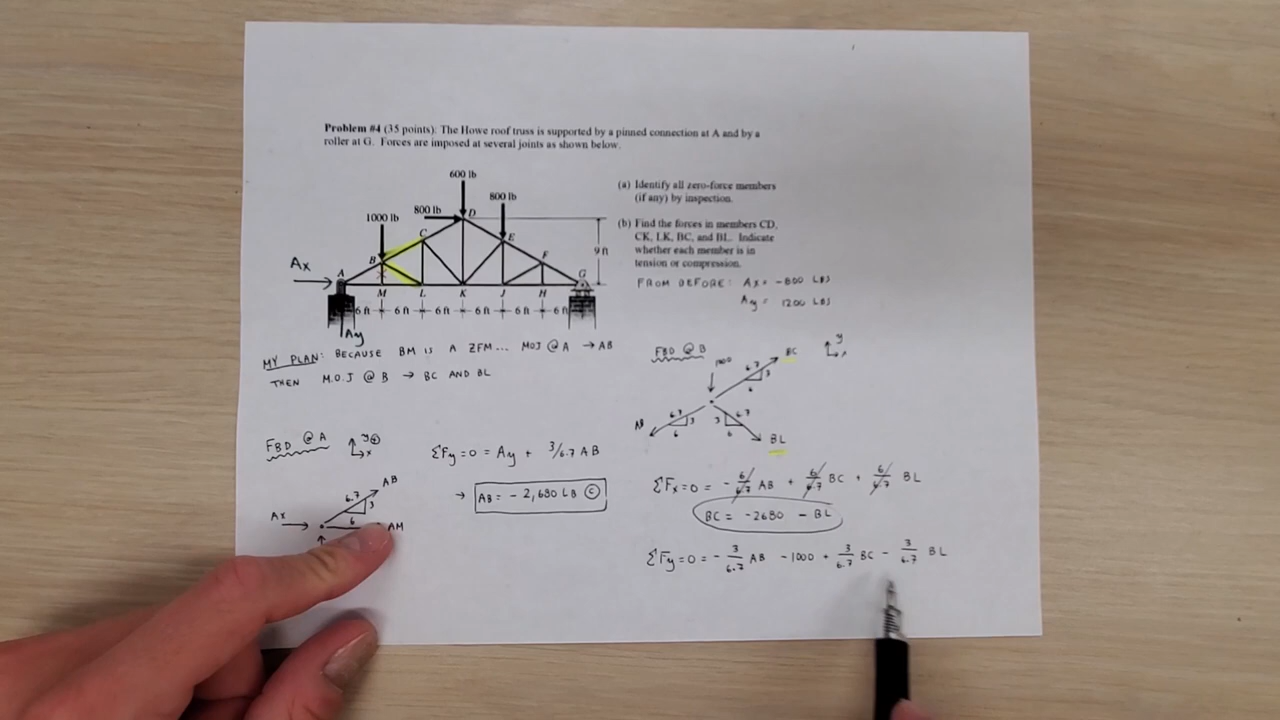 Problem #4 (35 points): The Howe roof truss is supported by a pinned connection at A and by a
roller at G. Forces are imposed at several joints as shown below.
600 lb
800 lb
800 lb
1000 lb
D
C
E
B
F
9 ft
Ax
A
G
M
L
K
J
H
6 ft
6 ft
6 ft
6 ft
6 ft
6 ft
Ay
(a) Identify all zero-force members
(if any) by inspection.
(b) Find the forces in members CD,
CK, LK, BC, and BL. Indicate
whether each member is in
tension or compression.
FROM BEFORE: Ax = -800 LBS
Ay = 1200 LBS
MY PLAN: BECAUSE BM IS A ZFM... MOJ @ A → AB
THEN M.O.J @ B → BC AND BL
FBD @ B
1000
BC
y
x
6.7
3
6
AB
6.7
3
6
3
6.7
6
BL
FBD @ A
y
x
AB
6.7
3
6
Ax
AM
ΣFy = 0 = Ay + 3/6.7 AB
→ AB = - 2,680 LB (C)
ΣFx = 0 = - 6/6.7 AB + 6/6.7 BC + 6/6.7 BL
BC = -2680 - BL
ΣFy = 0 = - 3/6.7 AB - 1000 + 3/6.7 BC - 3/6.7 BL